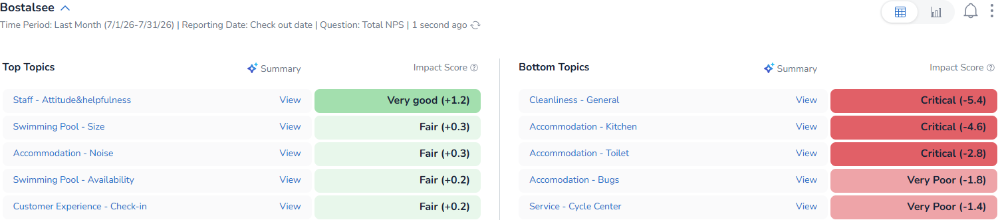 Bostalsee
Time Period: Last Month (7/1/26-7/31/26) | Reporting Date: Check out date | Question: Total NPS | 1 second ago
Top Topics Summary Impact Score
Staff - Attitude&helpfulness View Very good (+1.2)
Swimming Pool - Size View Fair (+0.3)
Accommodation - Noise View Fair (+0.3)
Swimming Pool - Availability View Fair (+0.2)
Customer Experience - Check-in View Fair (+0.2)
Bottom Topics Summary Impact Score
Cleanliness - General View Critical (-5.4)
Accommodation - Kitchen View Critical (-4.6)
Accommodation - Toilet View Critical (-2.8)
Accomodation - Bugs View Very Poor (-1.8)
Service - Cycle Center View Very Poor (-1.4)